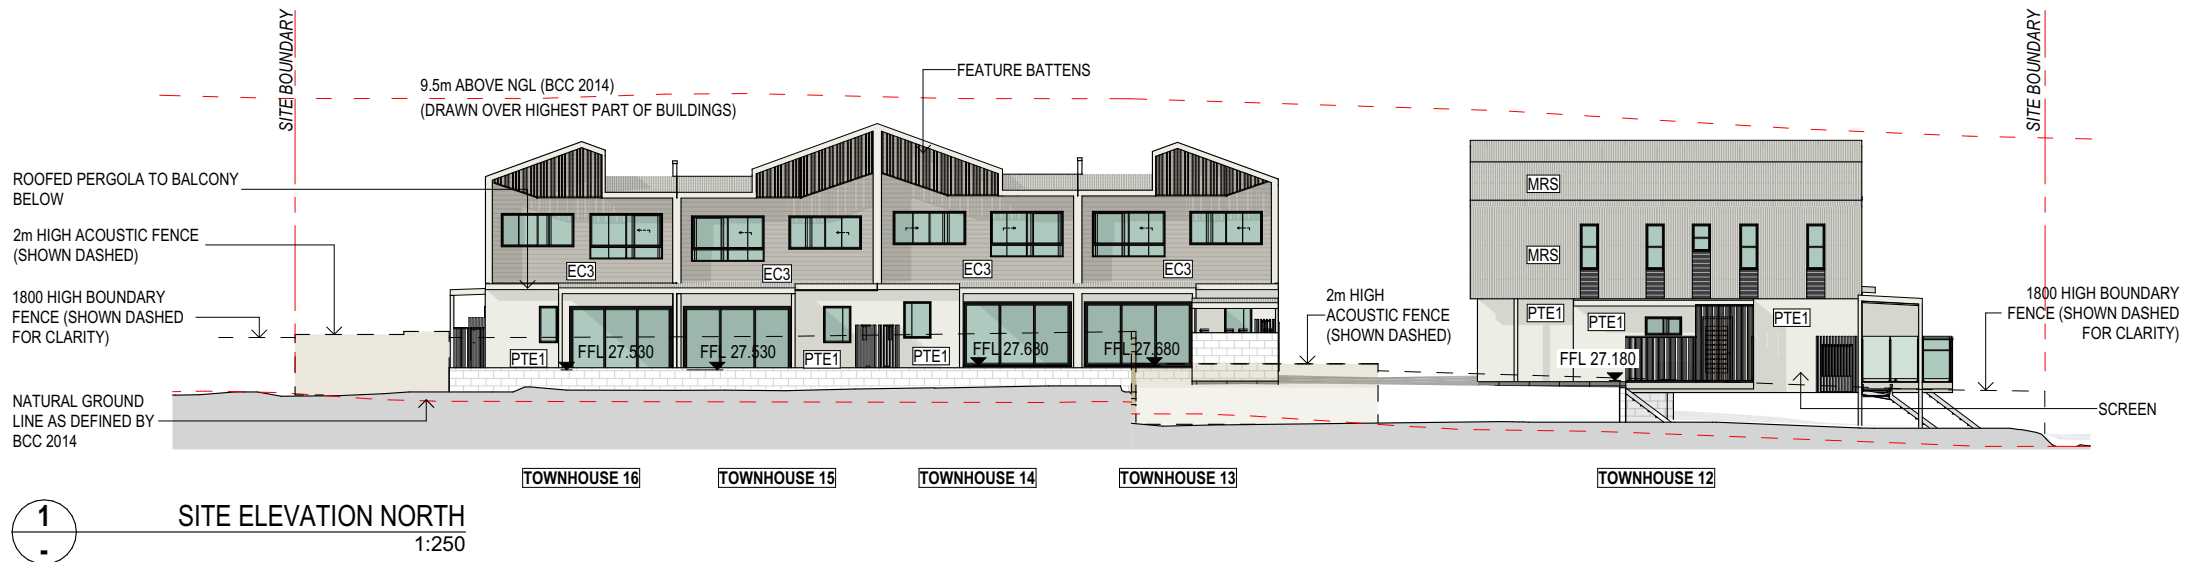 SITE BOUNDARY
9.5m ABOVE NGL (BCC 2014)
(DRAWN OVER HIGHEST PART OF BUILDINGS)
FEATURE BATTENS
SITE BOUNDARY
ROOFED PERGOLA TO BALCONY
BELOW
2m HIGH ACOUSTIC FENCE
(SHOWN DASHED)
1800 HIGH BOUNDARY
FENCE (SHOWN DASHED
FOR CLARITY)
NATURAL GROUND
LINE AS DEFINED BY
BCC 2014
EC3
EC3
EC3
EC3
PTE1
FFL 27.530
FFL 27.530
PTE1
PTE1
FFL 27.680
FFL 27.680
2m HIGH
ACOUSTIC FENCE
(SHOWN DASHED)
MRS
MRS
PTE1
PTE1
PTE1
FFL 27.180
1800 HIGH BOUNDARY
FENCE (SHOWN DASHED
FOR CLARITY)
SCREEN
TOWNHOUSE 16
TOWNHOUSE 15
TOWNHOUSE 14
TOWNHOUSE 13
TOWNHOUSE 12
1
-
SITE ELEVATION NORTH
1:250